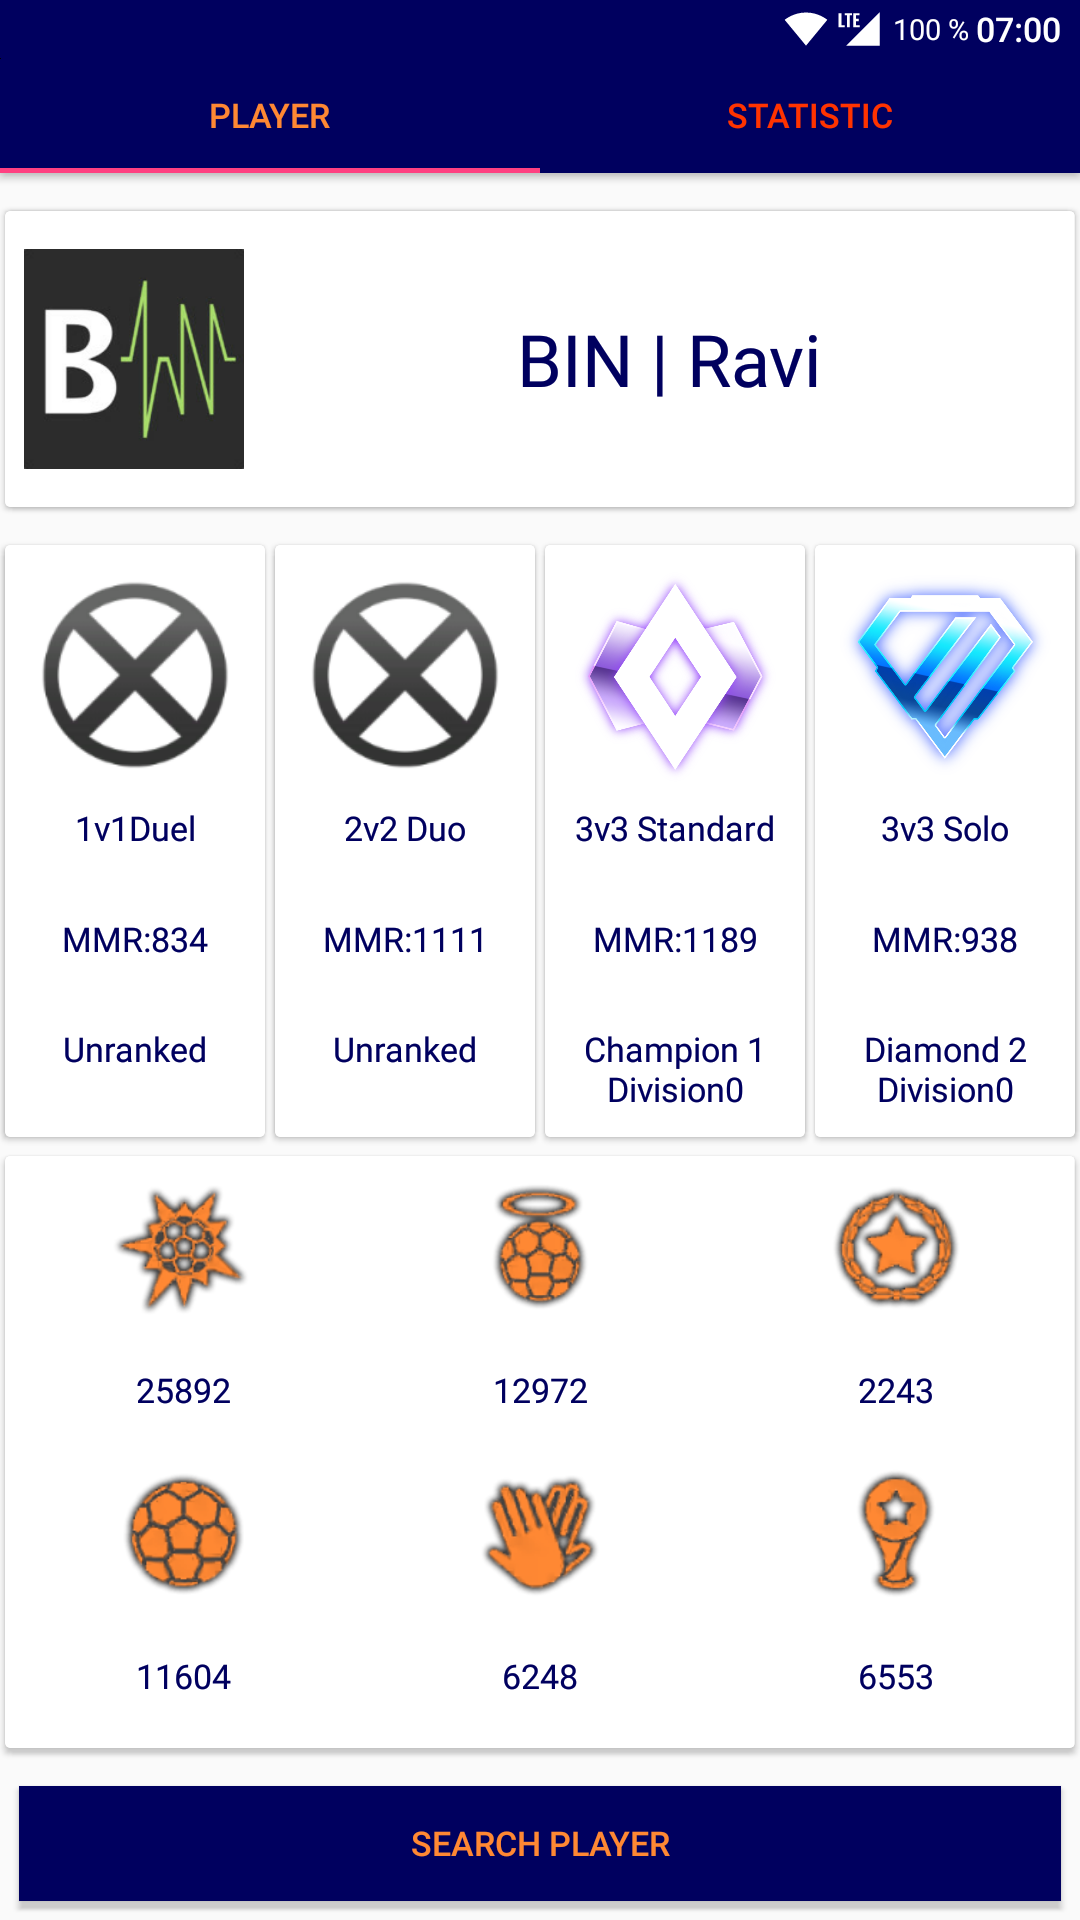 LTE 100 % 07:00
PLAYER STATISTIC
B
BIN | Ravi
1v1Duel 2v2 Duo 3v3 Standard 3v3 Solo
MMR:834 MMR:1111 MMR:1189 MMR:938
Unranked Unranked Champion 1 Diamond 2
Division0 Division0
25892 12972 2243
11604 6248 6553
SEARCH PLAYER